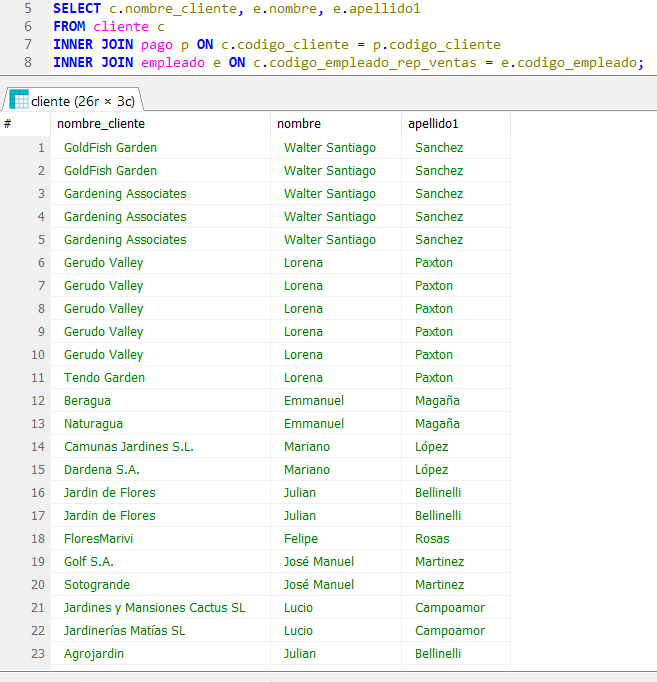 5 SELECT c.nombre_cliente, e.nombre, e.apellido1
6 FROM cliente c
7 INNER JOIN pago p ON c.codigo_cliente = p.codigo_cliente
8 INNER JOIN empleado e ON c.codigo_empleado_rep_ventas = e.codigo_empleado;
cliente (26r × 3c)
# nombre_cliente nombre apellido1
1 GoldFish Garden Walter Santiago Sanchez
2 GoldFish Garden Walter Santiago Sanchez
3 Gardening Associates Walter Santiago Sanchez
4 Gardening Associates Walter Santiago Sanchez
5 Gardening Associates Walter Santiago Sanchez
6 Gerudo Valley Lorena Paxton
7 Gerudo Valley Lorena Paxton
8 Gerudo Valley Lorena Paxton
9 Gerudo Valley Lorena Paxton
10 Gerudo Valley Lorena Paxton
11 Tendo Garden Lorena Paxton
12 Beragua Emmanuel Magaña
13 Naturagua Emmanuel Magaña
14 Camunas Jardines S.L. Mariano López
15 Dardena S.A. Mariano López
16 Jardin de Flores Julian Bellinelli
17 Jardin de Flores Julian Bellinelli
18 FloresMarivi Felipe Rosas
19 Golf S.A. José Manuel Martinez
20 Sotogrande José Manuel Martinez
21 Jardines y Mansiones Cactus SL Lucio Campoamor
22 Jardinerías Matías SL Lucio Campoamor
23 Agrojardin Julian Bellinelli